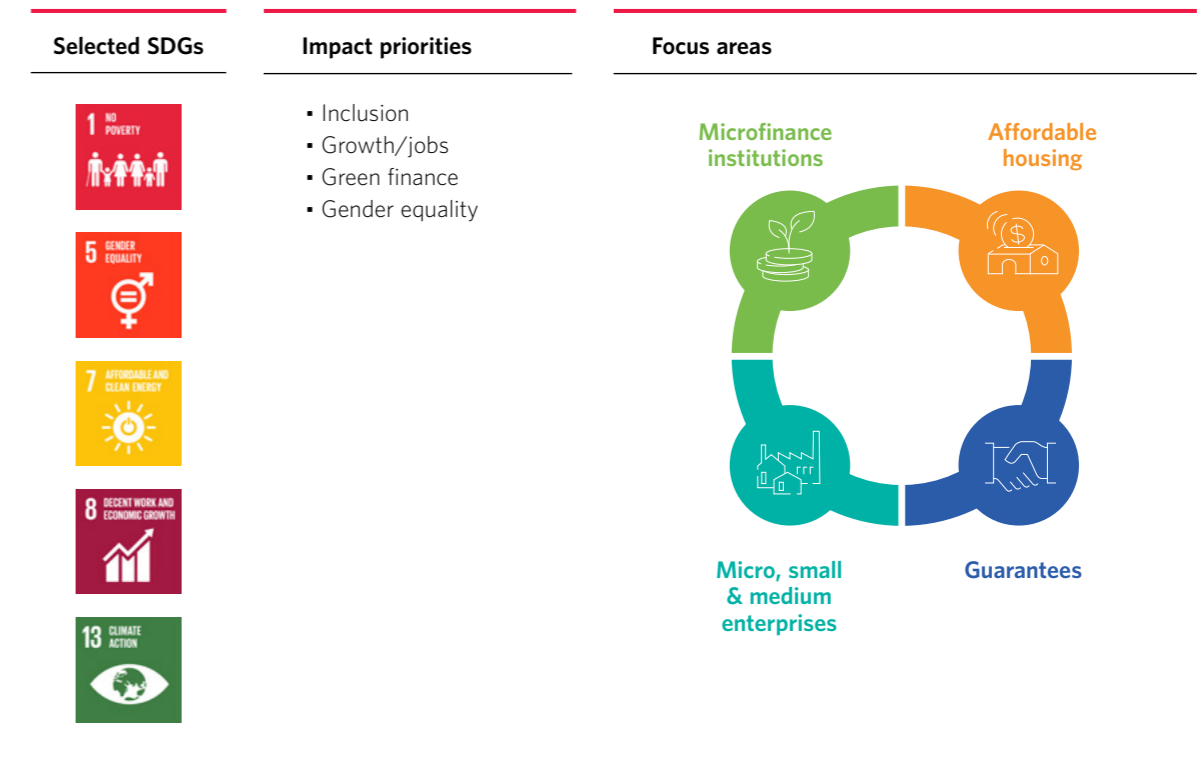 Selected SDGs
1 NO
POVERTY
5 GENDER
EQUALITY
7 AFFORDABLE AND
CLEAN ENERGY
8 DECENT WORK AND
ECONOMIC GROWTH
13 CLIMATE
ACTION
Impact priorities
▪ Inclusion
▪ Growth/jobs
▪ Green finance
▪ Gender equality
Focus areas
Microfinance
institutions
Affordable
housing
$
Micro, small
& medium
enterprises
Guarantees